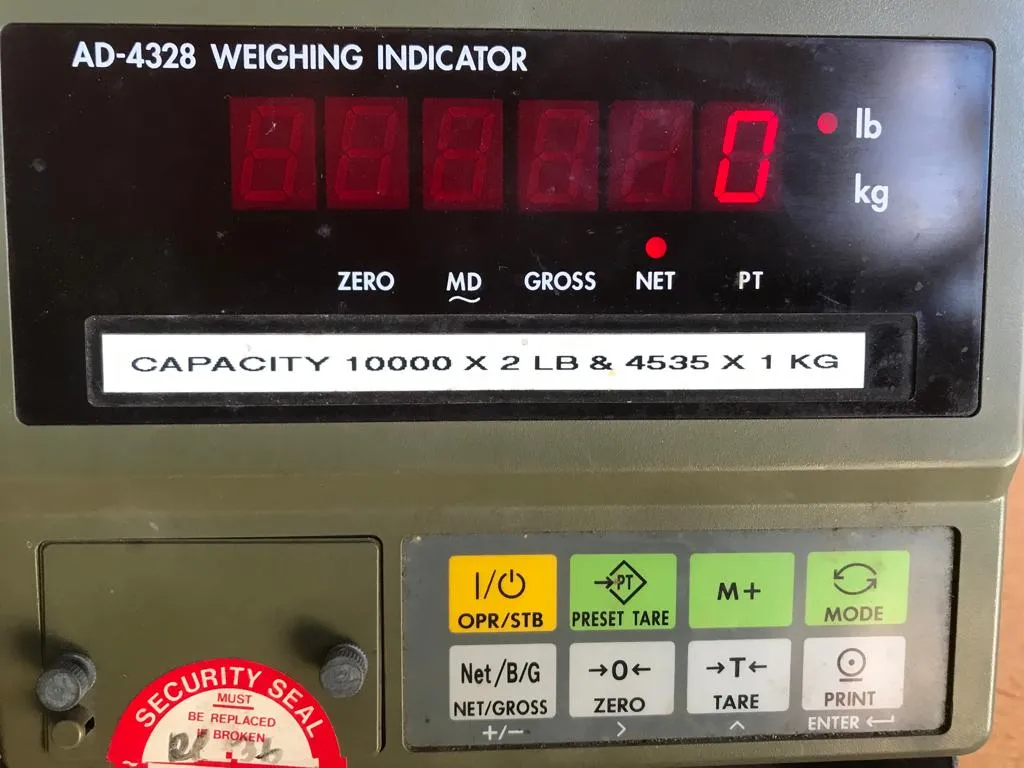 AD-4328 WEIGHING INDICATOR
0
lb
kg
ZERO MD GROSS NET PT
CAPACITY 10000 X 2 LB & 4535 X 1 KG
I/⏻ →PT M+
OPR/STB PRESET TARE MODE
Net/B/G →0← →T←
NET/GROSS ZERO TARE PRINT
+/− > ^ ENTER ↵
SECURITY SEAL
MUST
BE REPLACED
IF BROKEN